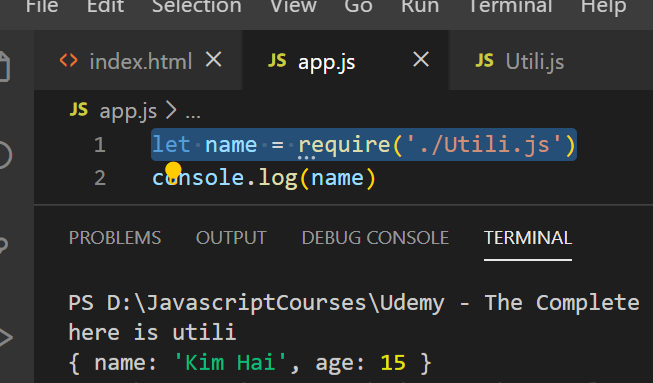 File Edit Selection View Go Run Terminal Help
index.html JS app.js JS Utili.js
JS app.js > ...
1 let name = require('./Utili.js')
2 console.log(name)
PROBLEMS OUTPUT DEBUG CONSOLE TERMINAL
PS D:\JavascriptCourses\Udemy - The Complete
here is utili
{ name: 'Kim Hai', age: 15 }